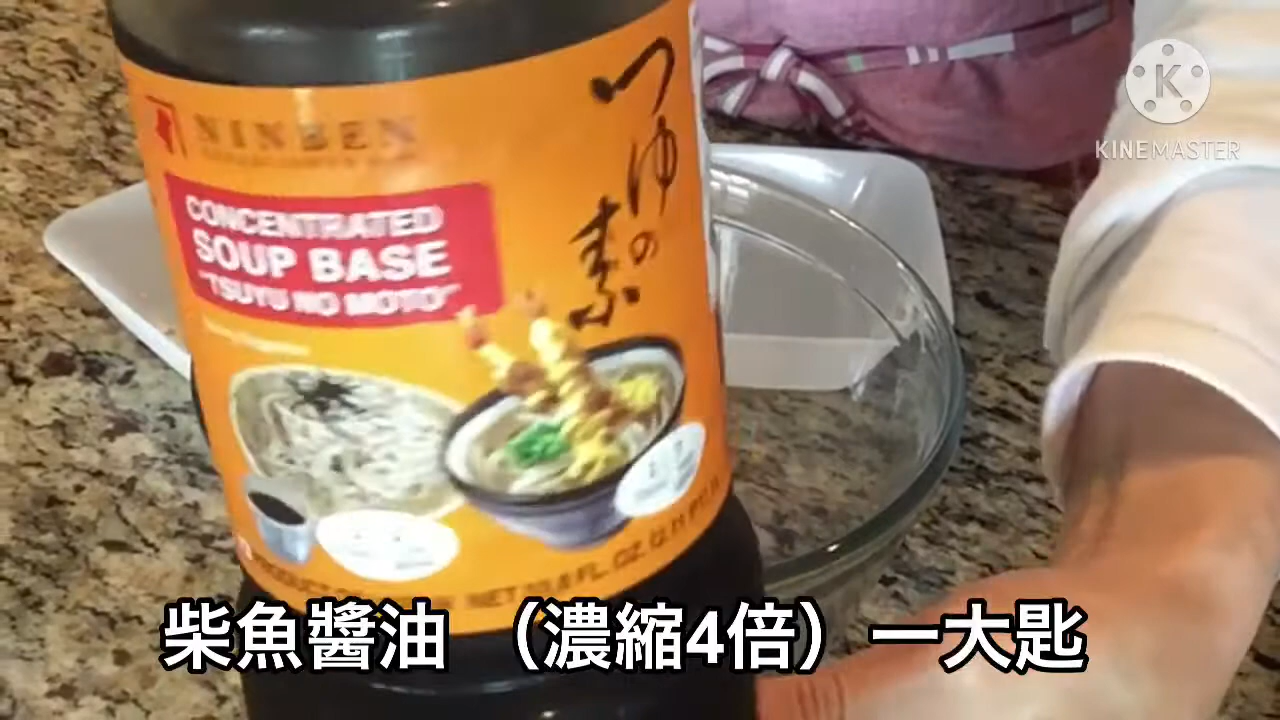 NINBEN
CONCENTRATED
SOUP BASE
"TSUYU NO MOTO"
つゆの素
K
KINEMASTER
柴魚醬油 （濃縮4倍）一大匙